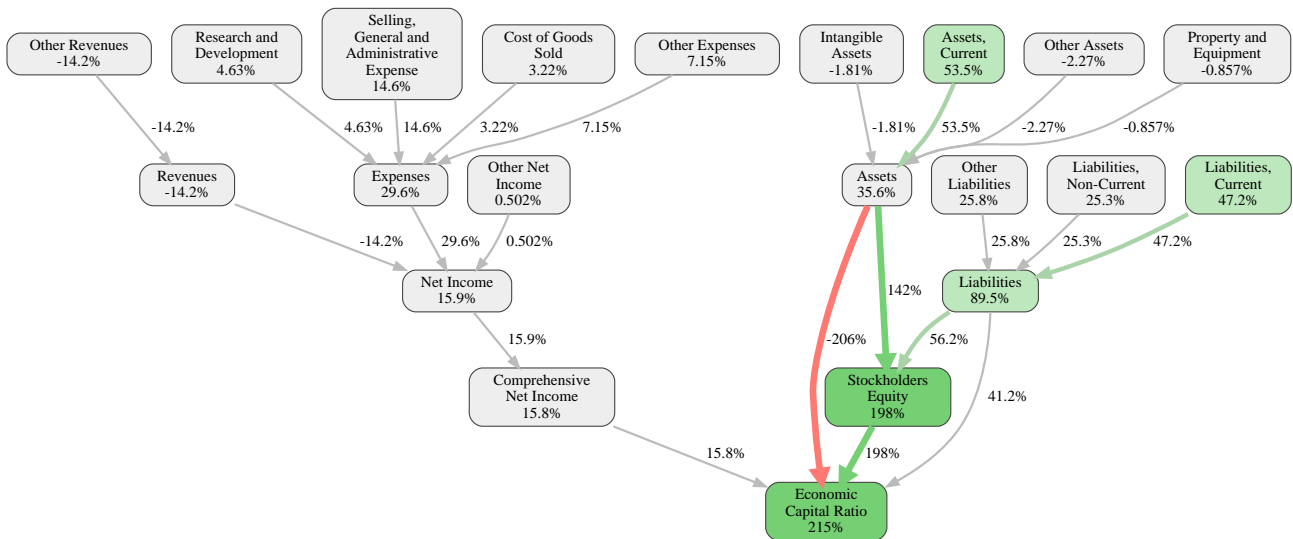 Other Revenues
-14.2%
Research and
Development
4.63%
Selling,
General and
Administrative
Expense
14.6%
Cost of Goods
Sold
3.22%
Other Expenses
7.15%
Intangible
Assets
-1.81%
Assets,
Current
53.5%
Other Assets
-2.27%
Property and
Equipment
-0.857%
-14.2%
4.63%
14.6%
3.22%
7.15%
-1.81%
53.5%
-2.27%
-0.857%
Revenues
-14.2%
Expenses
29.6%
Other Net
Income
0.502%
Assets
35.6%
Other
Liabilities
25.8%
Liabilities,
Non-Current
25.3%
Liabilities,
Current
47.2%
-14.2%
29.6%
0.502%
25.8%
25.3%
47.2%
Net Income
15.9%
142%
Liabilities
89.5%
15.9%
-206%
56.2%
Comprehensive
Net Income
15.8%
Stockholders
Equity
198%
41.2%
15.8%
198%
Economic
Capital Ratio
215%